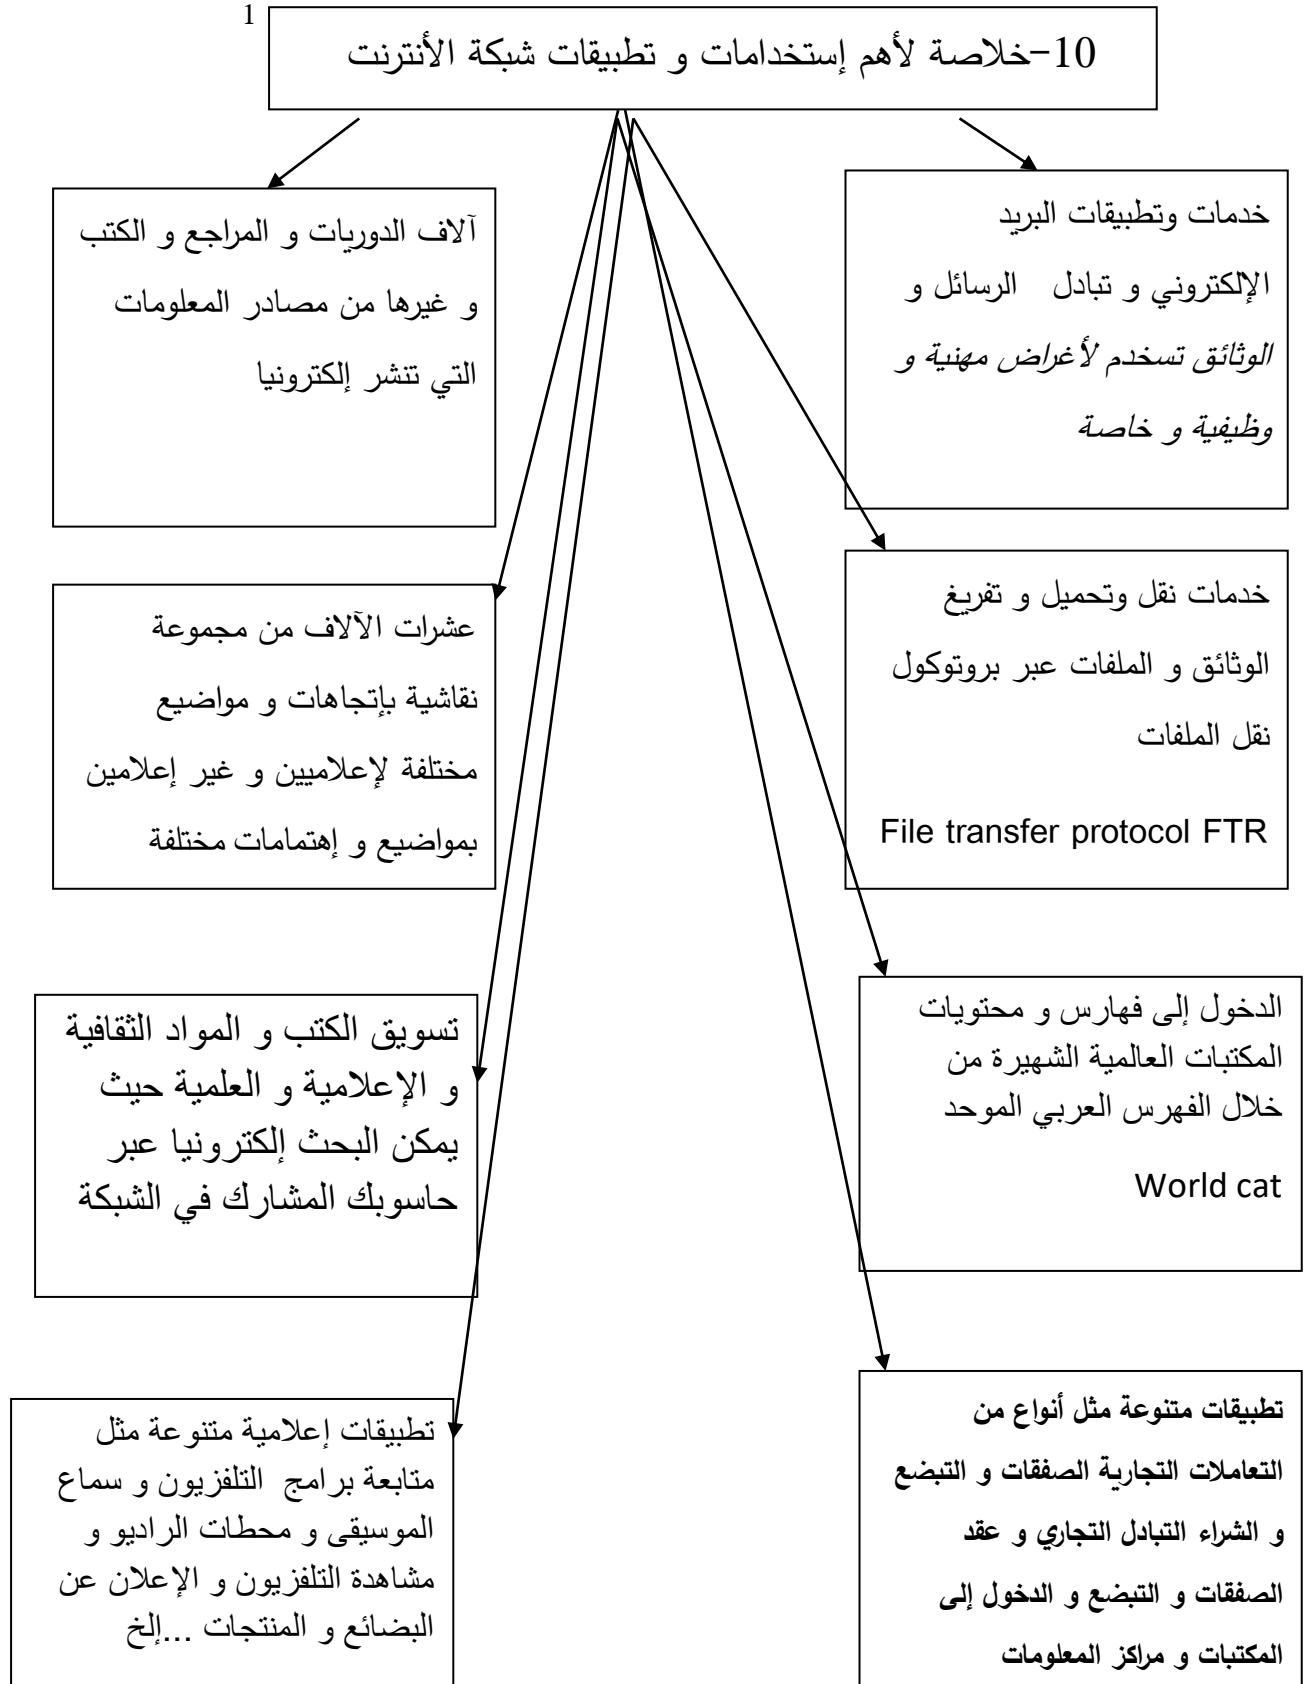 1
10-خلاصة لأهم إستخدامات و تطبيقات شبكة الأنترنت
خدمات وتطبيقات البريد
الإلكتروني و تبادل الرسائل و
الوثائق تسخدم لأغراض مهنية و
وظيفية و خاصة
آلاف الدوريات و المراجع و الكتب
و غيرها من مصادر المعلومات
التي تنشر إلكترونيا
خدمات نقل وتحميل و تفريغ
الوثائق و الملفات عبر بروتوكول
نقل الملفات
File transfer protocol FTR
عشرات الآلاف من مجموعة
نقاشية بإتجاهات و مواضيع
مختلفة لإعلاميين و غير إعلامين
بمواضيع و إهتمامات مختلفة
الدخول إلى فهارس و محتويات
المكتبات العالمية الشهيرة من
خلال الفهرس العربي الموحد
World cat
تسويق الكتب و المواد الثقافية
و الإعلامية و العلمية حيث
يمكن البحث إلكترونيا عبر
حاسوبك المشارك في الشبكة
تطبيقات متنوعة مثل أنواع من
التعاملات التجارية الصفقات و التبضع
و الشراء التبادل التجاري و عقد
الصفقات و التبضع و الدخول إلى
المكتبات و مراكز المعلومات
تطبيقات إعلامية متنوعة مثل
متابعة برامج التلفزيون و سماع
الموسيقى و محطات الراديو و
مشاهدة التلفزيون و الإعلان عن
البضائع و المنتجات ...إلخ